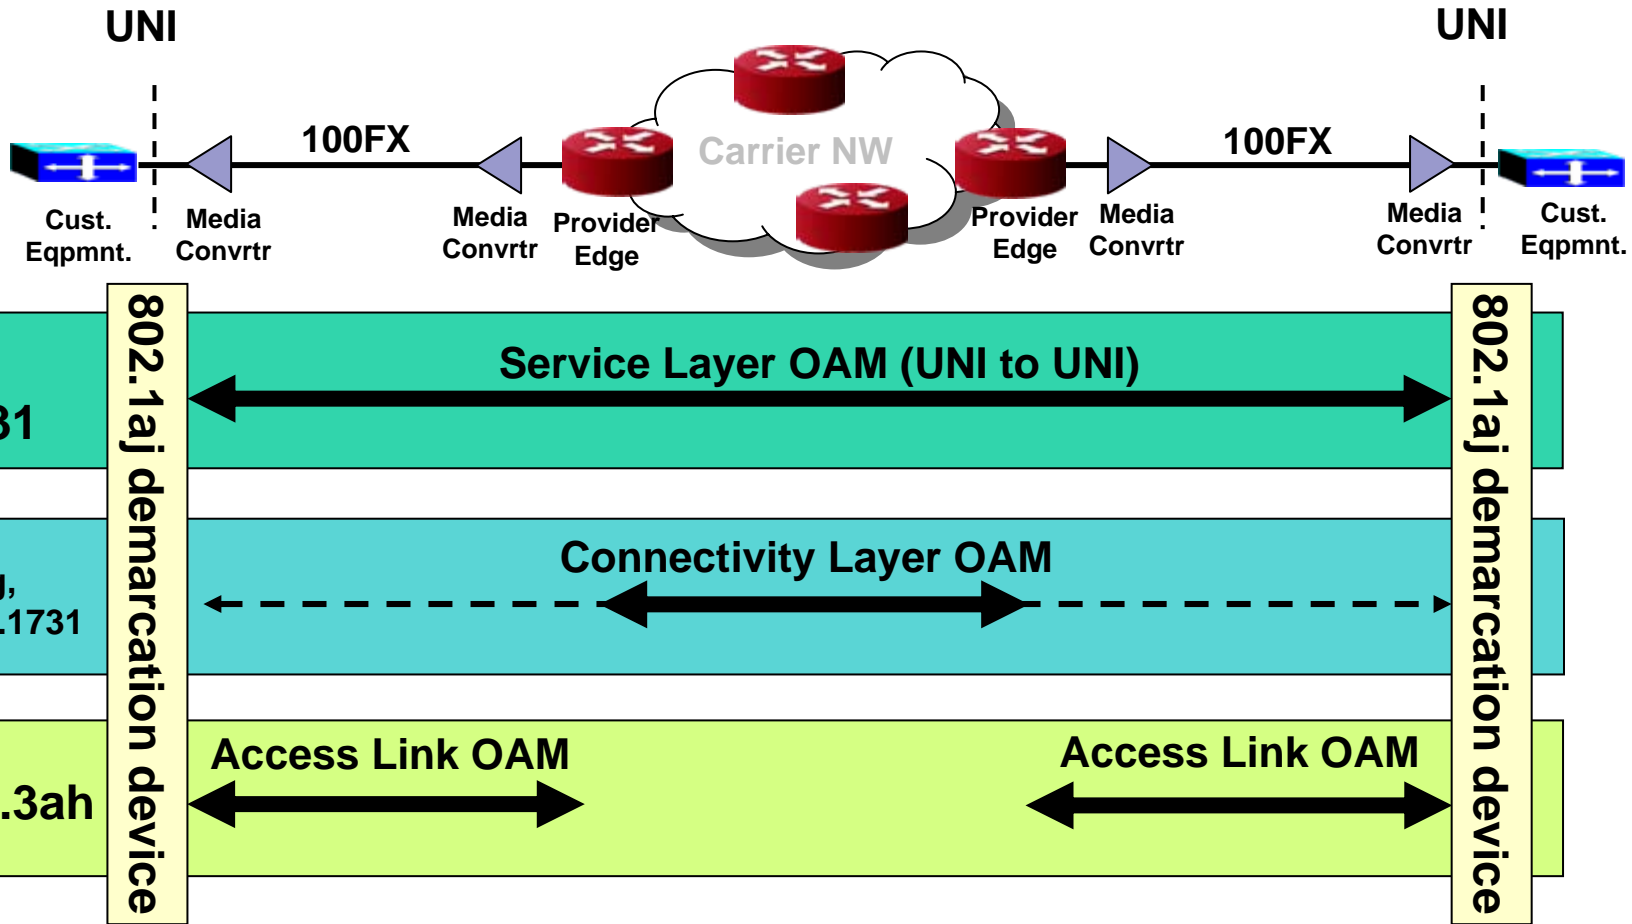 UNI
UNI
100FX
Carrier NW
100FX
Cust.
Eqpmnt.
Media
Convrtr
Media
Convrtr
Provider
Edge
Provider
Edge
Media
Convrtr
Media
Convrtr
Cust.
Eqpmnt.
802.1aj demarcation device
802.1aj demarcation device
Service Layer OAM (UNI to UNI)
31
Connectivity Layer OAM
,
.1731
Access Link OAM
Access Link OAM
.3ah